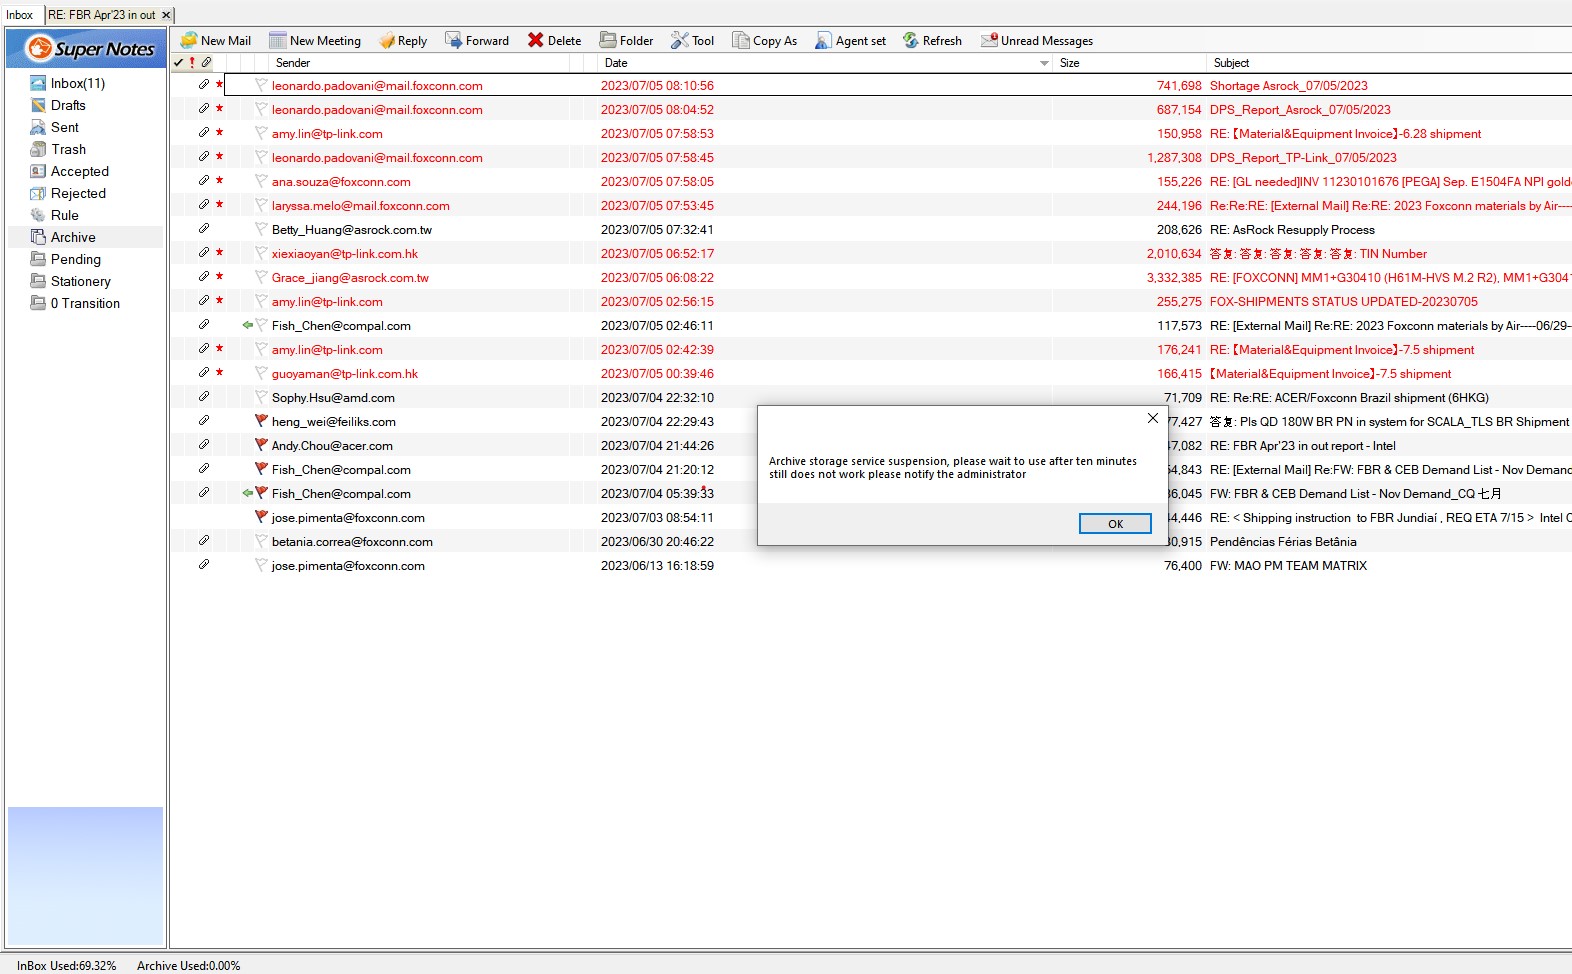 Inbox RE: FBR Apr'23 in out
Super Notes
New Mail New Meeting Reply Forward Delete Folder Tool Copy As Agent set Refresh Unread Messages
Inbox(11)
Drafts
Sent
Trash
Accepted
Rejected
Rule
Archive
Pending
Stationery
0 Transition
Sender Date Size Subject
leonardo.padovani@mail.foxconn.com 2023/07/05 08:10:56 741,698 Shortage Asrock_07/05/2023
leonardo.padovani@mail.foxconn.com 2023/07/05 08:04:52 687,154 DPS_Report_Asrock_07/05/2023
amy.lin@tp-link.com 2023/07/05 07:58:53 150,958 RE:【Material&Equipment Invoice】-6.28 shipment
leonardo.padovani@mail.foxconn.com 2023/07/05 07:58:45 1,287,308 DPS_Report_TP-Link_07/05/2023
ana.souza@foxconn.com 2023/07/05 07:58:05 155,226 RE: [GL needed]INV 11230101676 [PEGA] Sep. E1504FA NPI gold
laryssa.melo@mail.foxconn.com 2023/07/05 07:53:45 244,196 Re:Re:RE: [External Mail] Re:RE: 2023 Foxconn materials by Air---
Betty_Huang@asrock.com.tw 2023/07/05 07:32:41 208,626 RE: AsRock Resupply Process
xiexiaoyan@tp-link.com.hk 2023/07/05 06:52:17 2,010,634 答复: 答复: 答复: 答复: 答复: TIN Number
Grace_jiang@asrock.com.tw 2023/07/05 06:08:22 3,332,385 RE: [FOXCONN] MM1+G30410 (H61M-HVS M.2 R2), MM1+G304
amy.lin@tp-link.com 2023/07/05 02:56:15 255,275 FOX-SHIPMENTS STATUS UPDATED-20230705
Fish_Chen@compal.com 2023/07/05 02:46:11 117,573 RE: [External Mail] Re:RE: 2023 Foxconn materials by Air----06/29-
amy.lin@tp-link.com 2023/07/05 02:42:39 176,241 RE:【Material&Equipment Invoice】-7.5 shipment
guoyaman@tp-link.com.hk 2023/07/05 00:39:46 166,415 【Material&Equipment Invoice】-7.5 shipment
Sophy.Hsu@amd.com 2023/07/04 22:32:10 71,709 RE: Re:RE: ACER/Foxconn Brazil shipment (6HKG)
heng_wei@feiliks.com 2023/07/04 22:29:43 77,427 答复: Pls QD 180W BR PN in system for SCALA_TLS BR Shipment
Andy.Chou@acer.com 2023/07/04 21:44:26 7,082 RE: FBR Apr'23 in out report - Intel
Fish_Chen@compal.com 2023/07/04 21:20:12 4,843 RE: [External Mail] Re:FW: FBR & CEB Demand List - Nov Demand
Fish_Chen@compal.com 2023/07/04 05:39:33 6,045 FW: FBR & CEB Demand List - Nov Demand_CQ 七月
jose.pimenta@foxconn.com 2023/07/03 08:54:11 4,446 RE: < Shipping instruction to FBR Jundiaí , REQ ETA 7/15 > Intel C
betania.correa@foxconn.com 2023/06/30 20:46:22 0,915 Pendências Férias Betânia
jose.pimenta@foxconn.com 2023/06/13 16:18:59 76,400 FW: MAO PM TEAM MATRIX
Archive storage service suspension, please wait to use after ten minutes
still does not work please notify the administrator
OK
InBox Used:69.32% Archive Used:0.00%